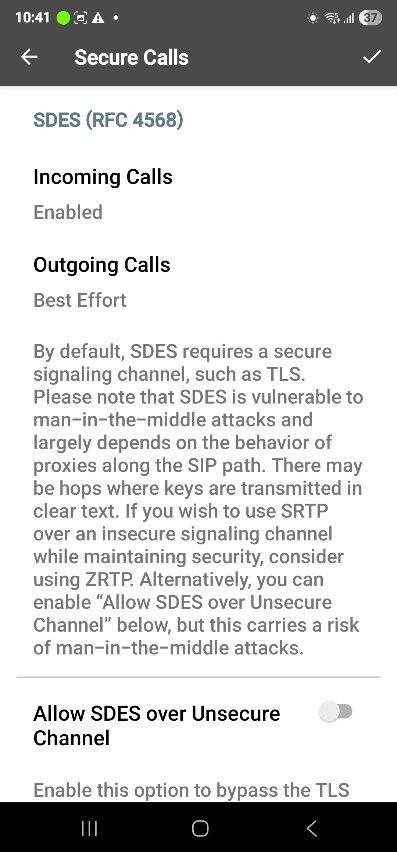 10:41
37
Secure Calls
SDES (RFC 4568)
Incoming Calls
Enabled
Outgoing Calls
Best Effort
By default, SDES requires a secure
signaling channel, such as TLS.
Please note that SDES is vulnerable to
man-in-the-middle attacks and
largely depends on the behavior of
proxies along the SIP path. There may
be hops where keys are transmitted in
clear text. If you wish to use SRTP
over an insecure signaling channel
while maintaining security, consider
using ZRTP. Alternatively, you can
enable “Allow SDES over Unsecure
Channel” below, but this carries a risk
of man-in-the-middle attacks.
Allow SDES over Unsecure
Channel
Enable this option to bypass the TLS